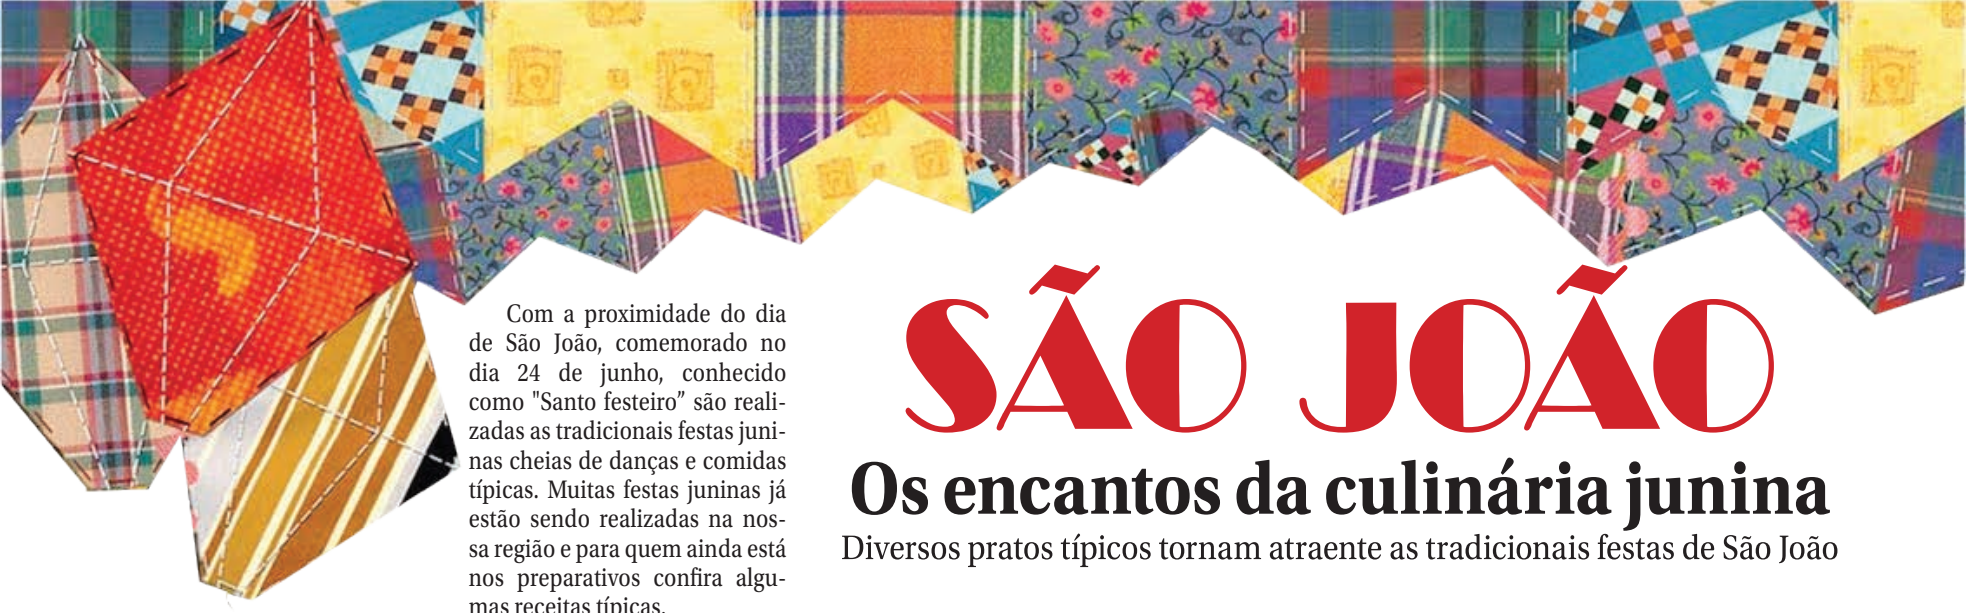 SÃO JOÃO
Os encantos da culinária junina
Diversos pratos típicos tornam atraente as tradicionais festas de São João
Com a proximidade do dia
de São João, comemorado no
dia 24 de junho, conhecido
como "Santo festeiro” são reali-
zadas as tradicionais festas juni-
nas cheias de danças e comidas
típicas. Muitas festas juninas já
estão sendo realizadas na nos-
sa região e para quem ainda está
nos preparativos confira algu-
mas receitas típicas.